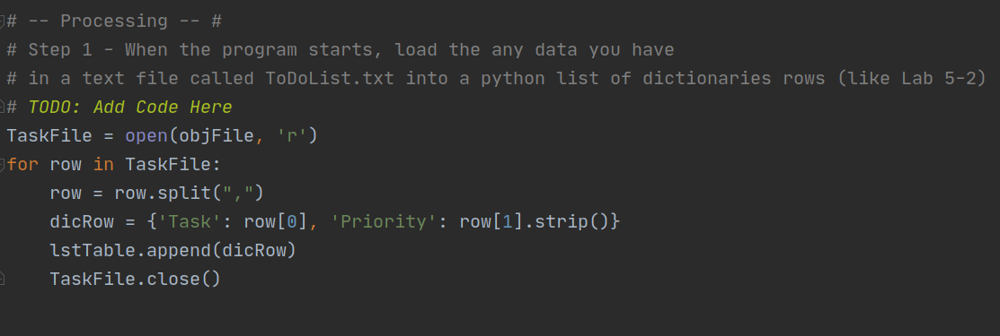 # -- Processing -- #
# Step 1 - When the program starts, load the any data you have
# in a text file called ToDoList.txt into a python list of dictionaries rows (like Lab 5-2)
# TODO: Add Code Here
TaskFile = open(objFile, 'r')
for row in TaskFile:
    row = row.split(",")
    dicRow = {'Task': row[0], 'Priority': row[1].strip()}
    lstTable.append(dicRow)
    TaskFile.close()